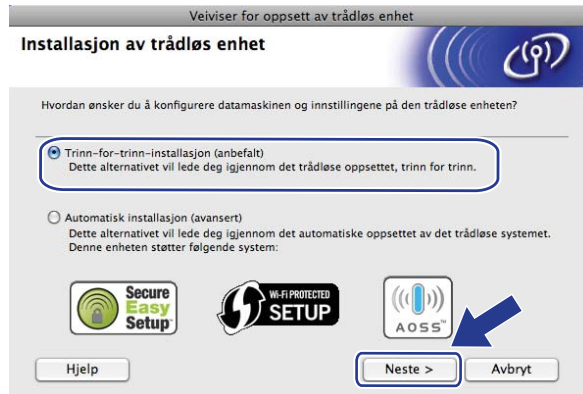 Veiviser for oppsett av trådløs enhet
Installasjon av trådløs enhet
Hvordan ønsker du å konfigurere datamaskinen og innstillingene på den trådløse enheten?
Trinn-for-trinn-installasjon (anbefalt)
Dette alternativet vil lede deg igjennom det trådløse oppsettet, trinn for trinn.
Automatisk installasjon (avansert)
Dette alternativet vil lede deg igjennom det automatiske oppsettet av det trådløse systemet.
Denne enheten støtter følgende system:
Secure
Easy
Setup
WI-FI PROTECTED
SETUP
AOSS™
Hjelp
Neste >
Avbryt